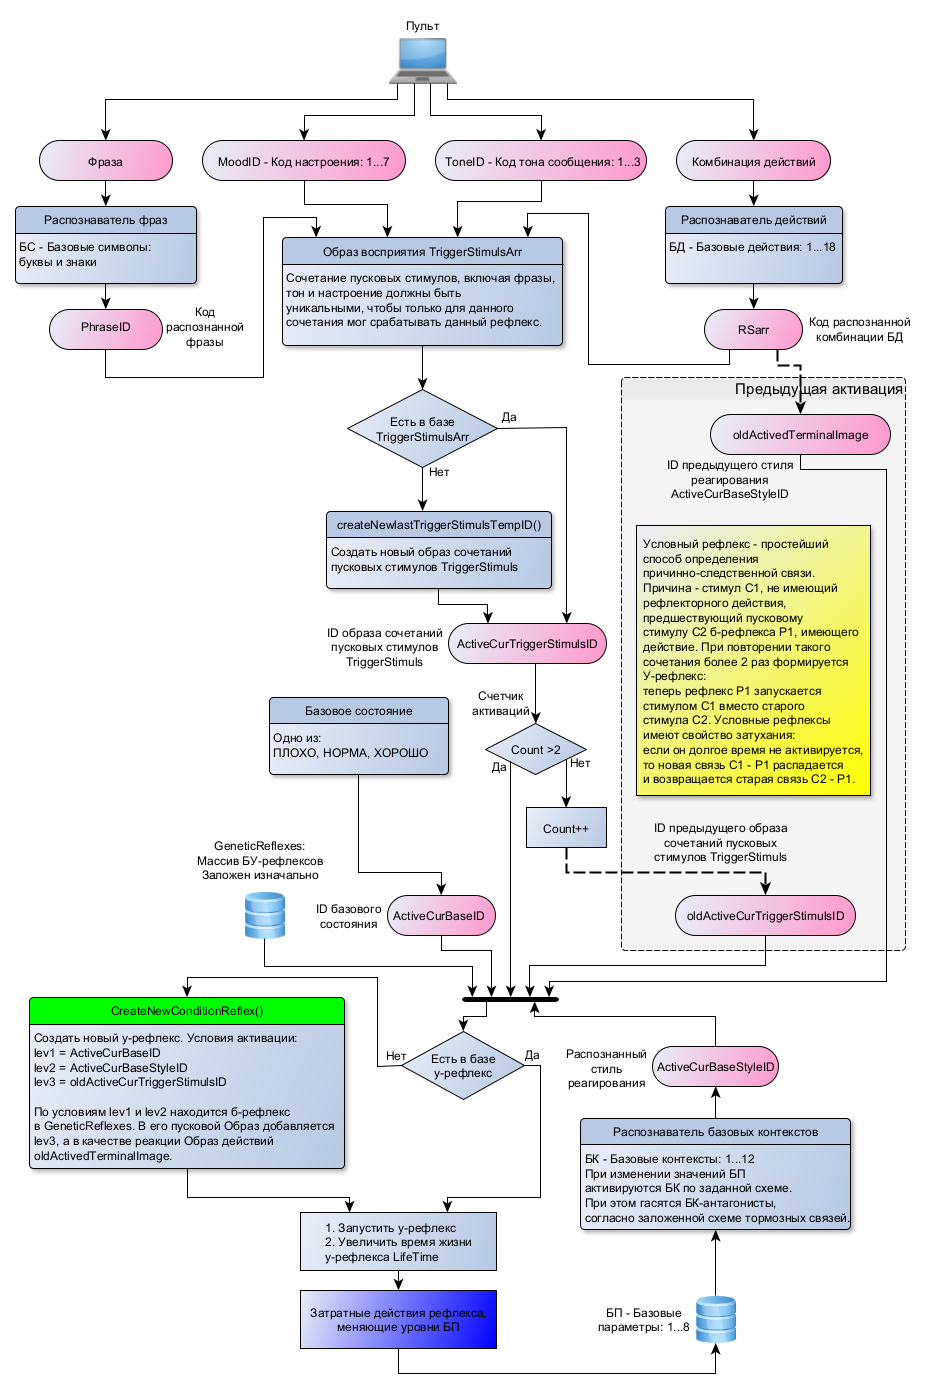 Пульт
Фраза
MoodID - Код настроения: 1...7
ToneID - Код тона сообщения: 1...3
Комбинация действий
Распознаватель фраз
БС - Базовые символы:
буквы и знаки
Распознаватель действий
БД - Базовые действия: 1...18
Образ восприятия TriggerStimulsArr
Сочетание пусковых стимулов, включая фразы,
тон и настроение должны быть
уникальными, чтобы только для данного
сочетания мог срабатывать данный рефлекс.
PhraseID
Код
распознанной
фразы
RSarr
Код распознанной
комбинации БД
Предыдущая активация
Есть в базе
TriggerStimulsArr
Да
Нет
oldActivedTerminalImage
ID предыдущего стиля
реагирования
ActiveCurBaseStyleID
createNewlastTriggerStimulsTempID()
Создать новый образ сочетаний
пусковых стимулов TriggerStimuls
Условный рефлекс - простейший
способ определения
причинно-следственной связи.
Причина - стимул С1, не имеющий
рефлекторного действия,
предшествующий пусковому
стимулу С2 б-рефлекса Р1, имеющего
действие. При повторении такого
сочетания более 2 раз формируется
У-рефлекс:
теперь рефлекс Р1 запускается
стимулом С1 вместо старого
стимула С2. Условные рефлексы
имеют свойство затухания:
если он долгое время не активируется,
то новая связь С1 - Р1 распадается
и возвращается старая связь С2 - Р1.
ID образа сочетаний
пусковых стимулов
TriggerStimuls
ActiveCurTriggerStimulsID
Счетчик
активаций
Базовое состояние
Одно из:
ПЛОХО, НОРМА, ХОРОШО
Count >2
Да
Нет
Count++
ID предыдущего образа
сочетаний пусковых
стимулов TriggerStimuls
GeneticReflexes:
Массив БУ-рефлексов
Заложен изначально
ID базового
состояния
ActiveCurBaseID
oldActiveCurTriggerStimulsID
CreateNewConditionReflex()
Создать новый у-рефлекс. Условия активации:
lev1 = ActiveCurBaseID
lev2 = ActiveCurBaseStyleID
lev3 = oldActiveCurTriggerStimulsID
По условиям lev1 и lev2 находится б-рефлекс
в GeneticReflexes. В его пусковой Образ добавляется
lev3, а в качестве реакции Образ действий
oldActivedTerminalImage.
Нет
Есть в базе
у-рефлекс
Да
Распознанный
стиль
реагирования
ActiveCurBaseStyleID
Распознаватель базовых контекстов
БК - Базовые контексты: 1...12
При изменении значений БП
активируются БК по заданной схеме.
При этом гасятся БК-антагонисты,
согласно заложенной схеме тормозных связей.
1. Запустить у-рефлекс
2. Увеличить время жизни
у-рефлекса LifeTime
Затратные действия рефлекса,
меняющие уровни БП
БП - Базовые
параметры: 1...8